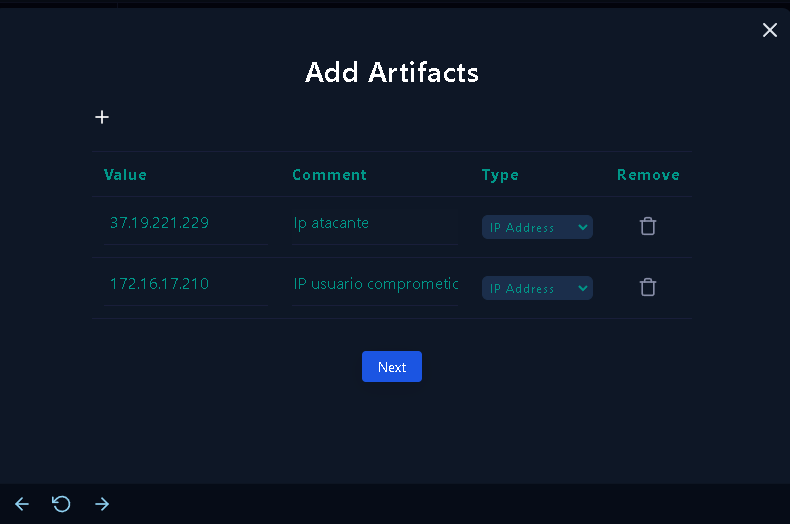 Add Artifacts
Value Comment Type Remove
37.19.221.229 Ip atacante IP Address
172.16.17.210 IP usuario comprometic IP Address
Next